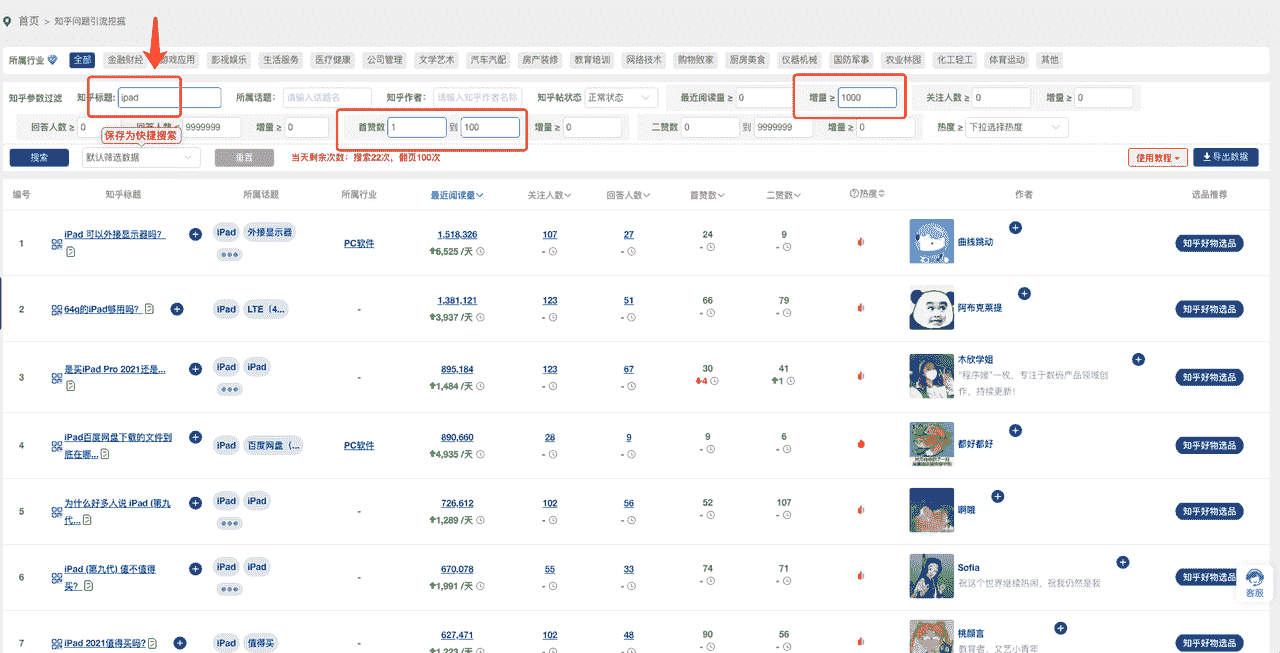 首页 > 知乎问题引流挖掘
所属行业 全部 金融财经 游戏应用 影视娱乐 生活服务 医疗健康 公司管理 文学艺术 汽车汽配 房产装修 教育培训 网络技术 购物败家 厨房美食 仪器机械 国防军事 农业林囿 化工轻工 体育运动 其他
知乎参数过滤 知乎标题: ipad 所属话题: 请输入话题名 知乎作者: 请输入知乎作者名称 知乎帖状态 正常状态 最近阅读量 ≥ 0 增量 ≥ 1000 关注人数 ≥ 0 增量 ≥ 0
回答人数 ≥ 0 回答人数 ≤ 9999999 增量 ≥ 0 首赞数 1 到 100 增量 ≥ 0 二赞数 0 到 9999999 增量 ≥ 0 热度 ≥ 下拉选择热度
保存为快捷搜索
搜索 默认筛选数据 重置 当天剩余次数: 搜索22次, 翻页100次 使用教程 导出数据
编号 知乎标题 所属话题 所属行业 最近阅读量 关注人数 回答人数 首赞数 二赞数 热度 作者 选品推荐
1 iPad 可以外接显示器吗? iPad 外接显示器 PC软件 1,518,326 107 27 24 9 曲线跳动 知乎好物选品
6,525 /天 - - - -
2 64g的iPad够用吗? iPad LTE (4... - 1,381,121 123 51 66 79 阿布克莱提 知乎好物选品
3,937 /天 - - - -
3 是买iPad Pro 2021还是... iPad iPad - 895,184 123 67 30 41 木欣学姐 知乎好物选品
1,484 /天 - - 4 1 “程序媛”一枚, 专注于数码产品领域创
作, 持续更新!
4 iPad百度网盘下载的文件到 iPad 百度网盘 (... PC软件 890,660 28 9 9 6 都好都好 知乎好物选品
底在哪... 4,935 /天 - - - -
5 为什么好多人说 iPad (第九 iPad iPad - 726,612 102 56 52 107 啊哦 知乎好物选品
代... 1,289 /天 - - - -
6 iPad (第九代) 值不值得 iPad iPad - 670,078 55 33 74 71 Sofia 知乎好物选品
买? 1,991 /天 - - - - 祝这个世界继续热闹, 祝我仍然是我
客服
7 iPad 2021值得买吗? iPad 值得买 - 627,471 102 48 90 56 桃颜言 知乎好物选品
1,223 /天 - - - - 教育者、文艺小青年